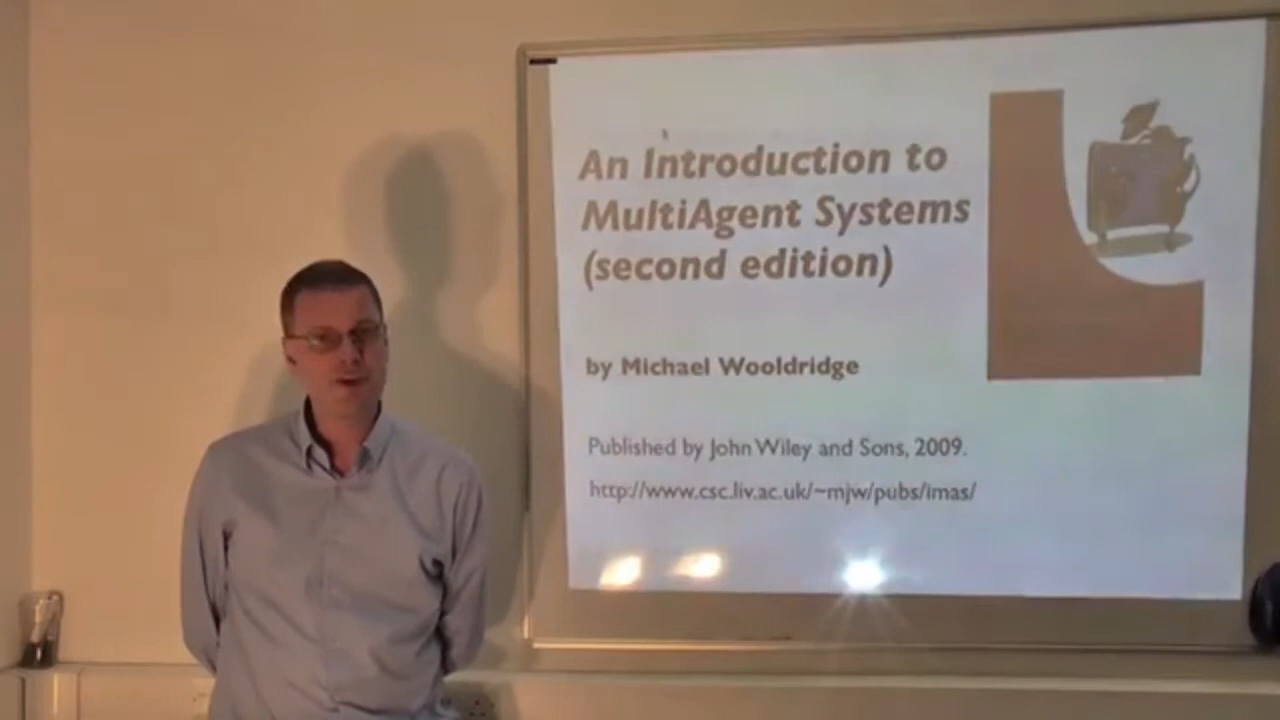 An Introduction to
MultiAgent Systems
(second edition)
by Michael Wooldridge
Published by John Wiley and Sons, 2009.
http://www.csc.liv.ac.uk/~mjw/pubs/imas/